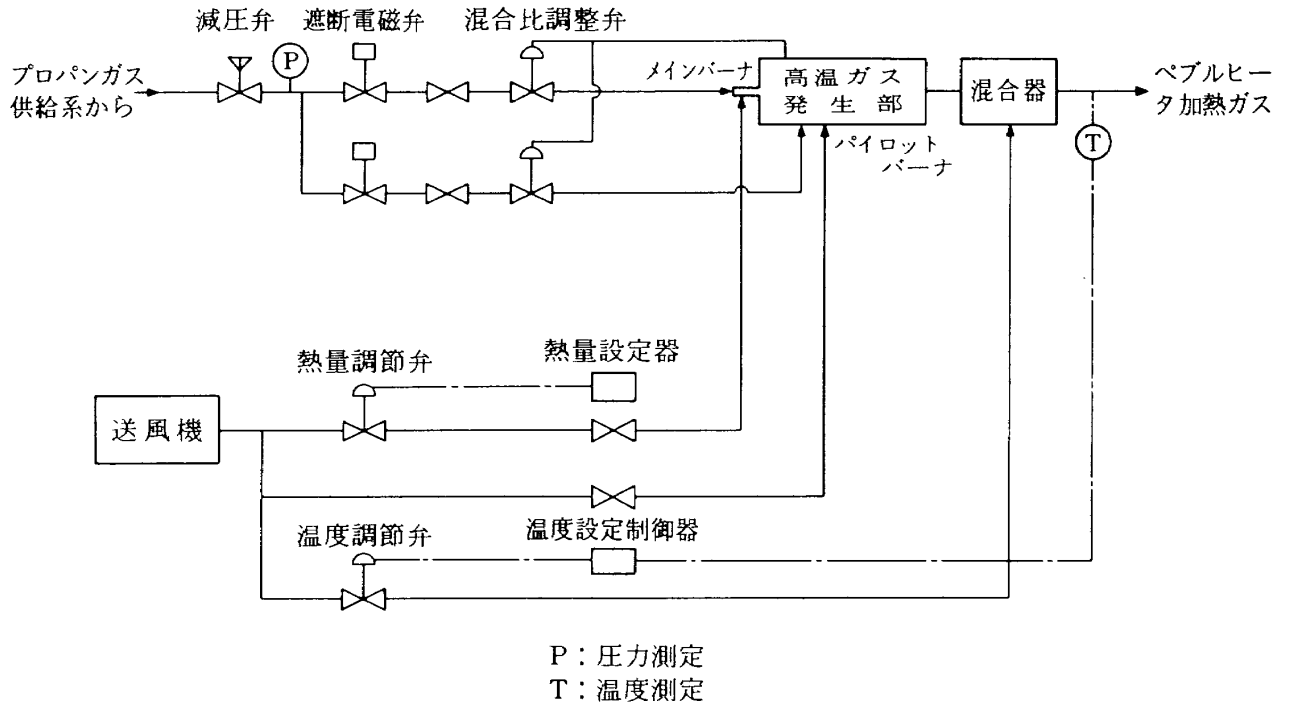 減圧弁
遮断電磁弁
混合比調整弁
プロパンガス
供給系から
P
メインバーナ
高温ガス
発生部
混合器
ペブルヒー
タ加熱ガス
T
パイロット
バーナ
熱量調節弁
熱量設定器
送風機
温度調節弁
温度設定制御器
P：圧力測定
T：温度測定